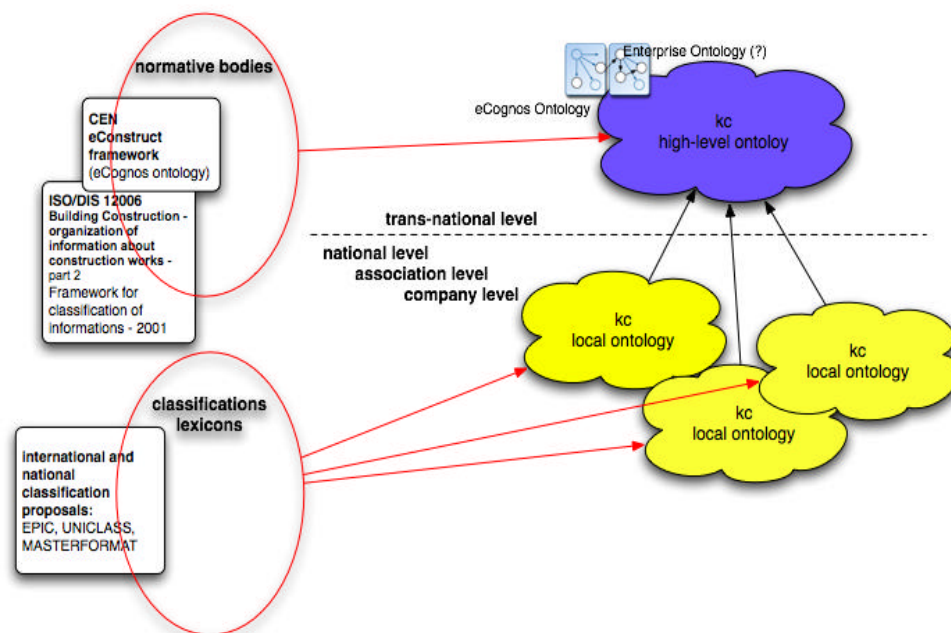 normative bodies
CEN
eConstruct
framework
(eCognos ontology)
ISO/DIS 12006
Building Construction -
organization of
information about
construction works -
part 2
Framework for
classification of
informations - 2001
Enterprise Ontology (?)
eCognos Ontology
kc
high-level ontoloy
trans-national level
national level
association level
company level
kc
local ontology
kc
local ontology
kc
local ontology
classifications
lexicons
international and
national
classification
proposals:
EPIC, UNICLASS,
MASTERFORMAT